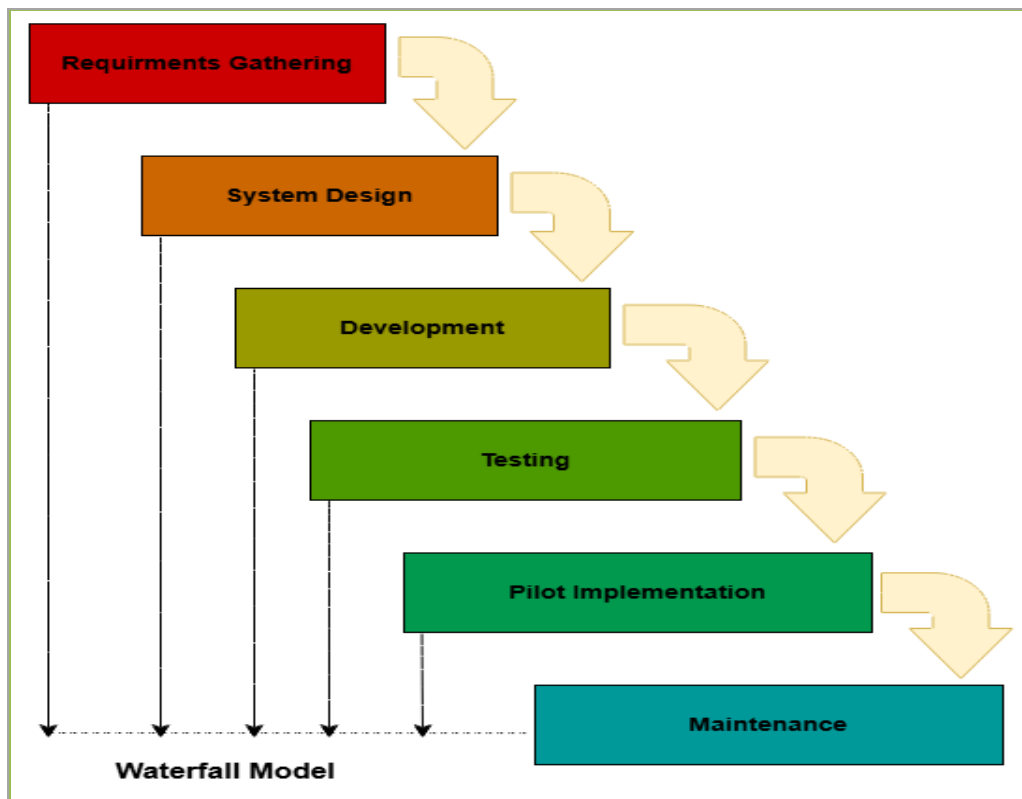 Requirments Gathering
System Design
Development
Testing
Pilot Implementation
Maintenance
Waterfall Model